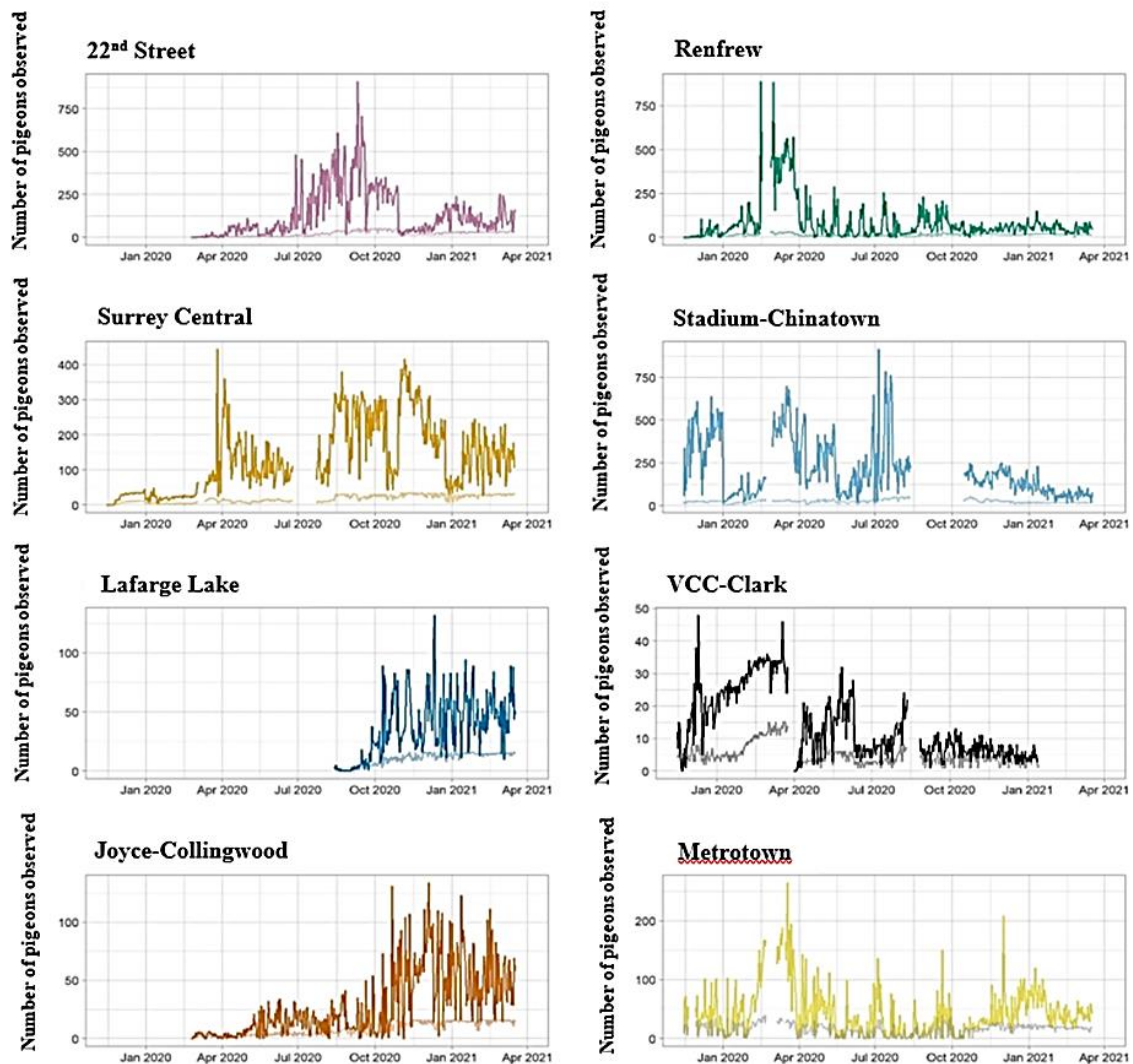 22nd Street
Number of pigeons observed
750
500
250
0
Jan 2020 Apr 2020 Jul 2020 Oct 2020 Jan 2021 Apr 2021
Renfrew
Number of pigeons observed
750
500
250
0
Jan 2020 Apr 2020 Jul 2020 Oct 2020 Jan 2021 Apr 2021
Surrey Central
Number of pigeons observed
400
300
200
100
0
Jan 2020 Apr 2020 Jul 2020 Oct 2020 Jan 2021 Apr 2021
Stadium-Chinatown
Number of pigeons observed
750
500
250
0
Jan 2020 Apr 2020 Jul 2020 Oct 2020 Jan 2021 Apr 2021
Lafarge Lake
Number of pigeons observed
100
50
0
Jan 2020 Apr 2020 Jul 2020 Oct 2020 Jan 2021 Apr 2021
VCC-Clark
Number of pigeons observed
50
40
30
20
10
0
Jan 2020 Apr 2020 Jul 2020 Oct 2020 Jan 2021 Apr 2021
Joyce-Collingwood
Number of pigeons observed
100
50
0
Jan 2020 Apr 2020 Jul 2020 Oct 2020 Jan 2021 Apr 2021
Metrotown
Number of pigeons observed
200
100
0
Jan 2020 Apr 2020 Jul 2020 Oct 2020 Jan 2021 Apr 2021